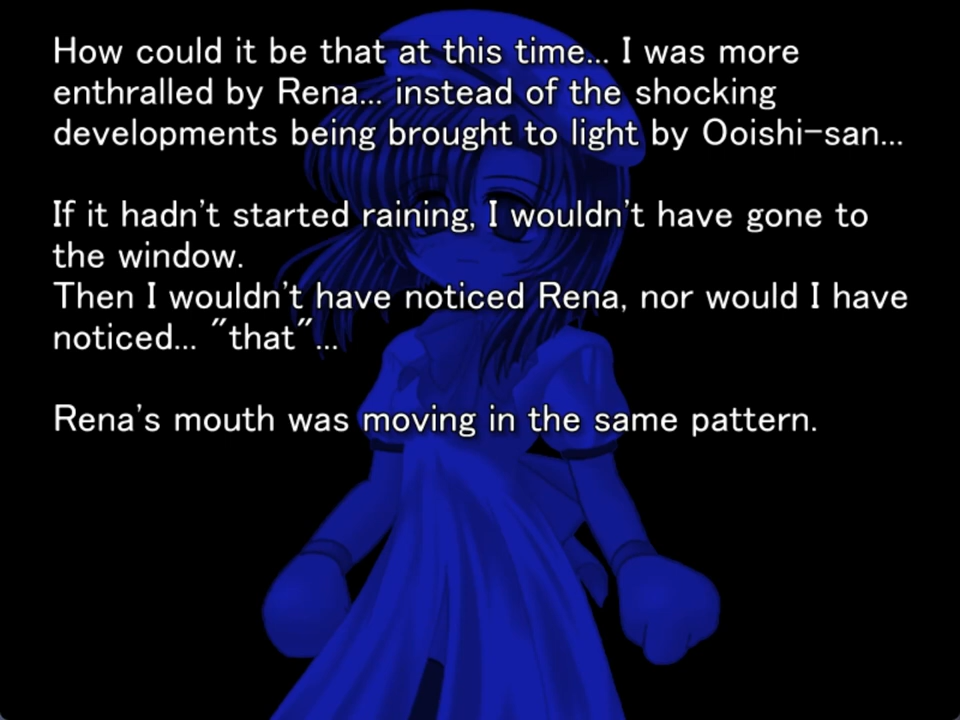 How could it be that at this time... I was more
enthralled by Rena... instead of the shocking
developments being brought to light by Ooishi-san...
If it hadn't started raining, I wouldn't have gone to
the window.
Then I wouldn't have noticed Rena, nor would I have
noticed... "that"...
Rena's mouth was moving in the same pattern.